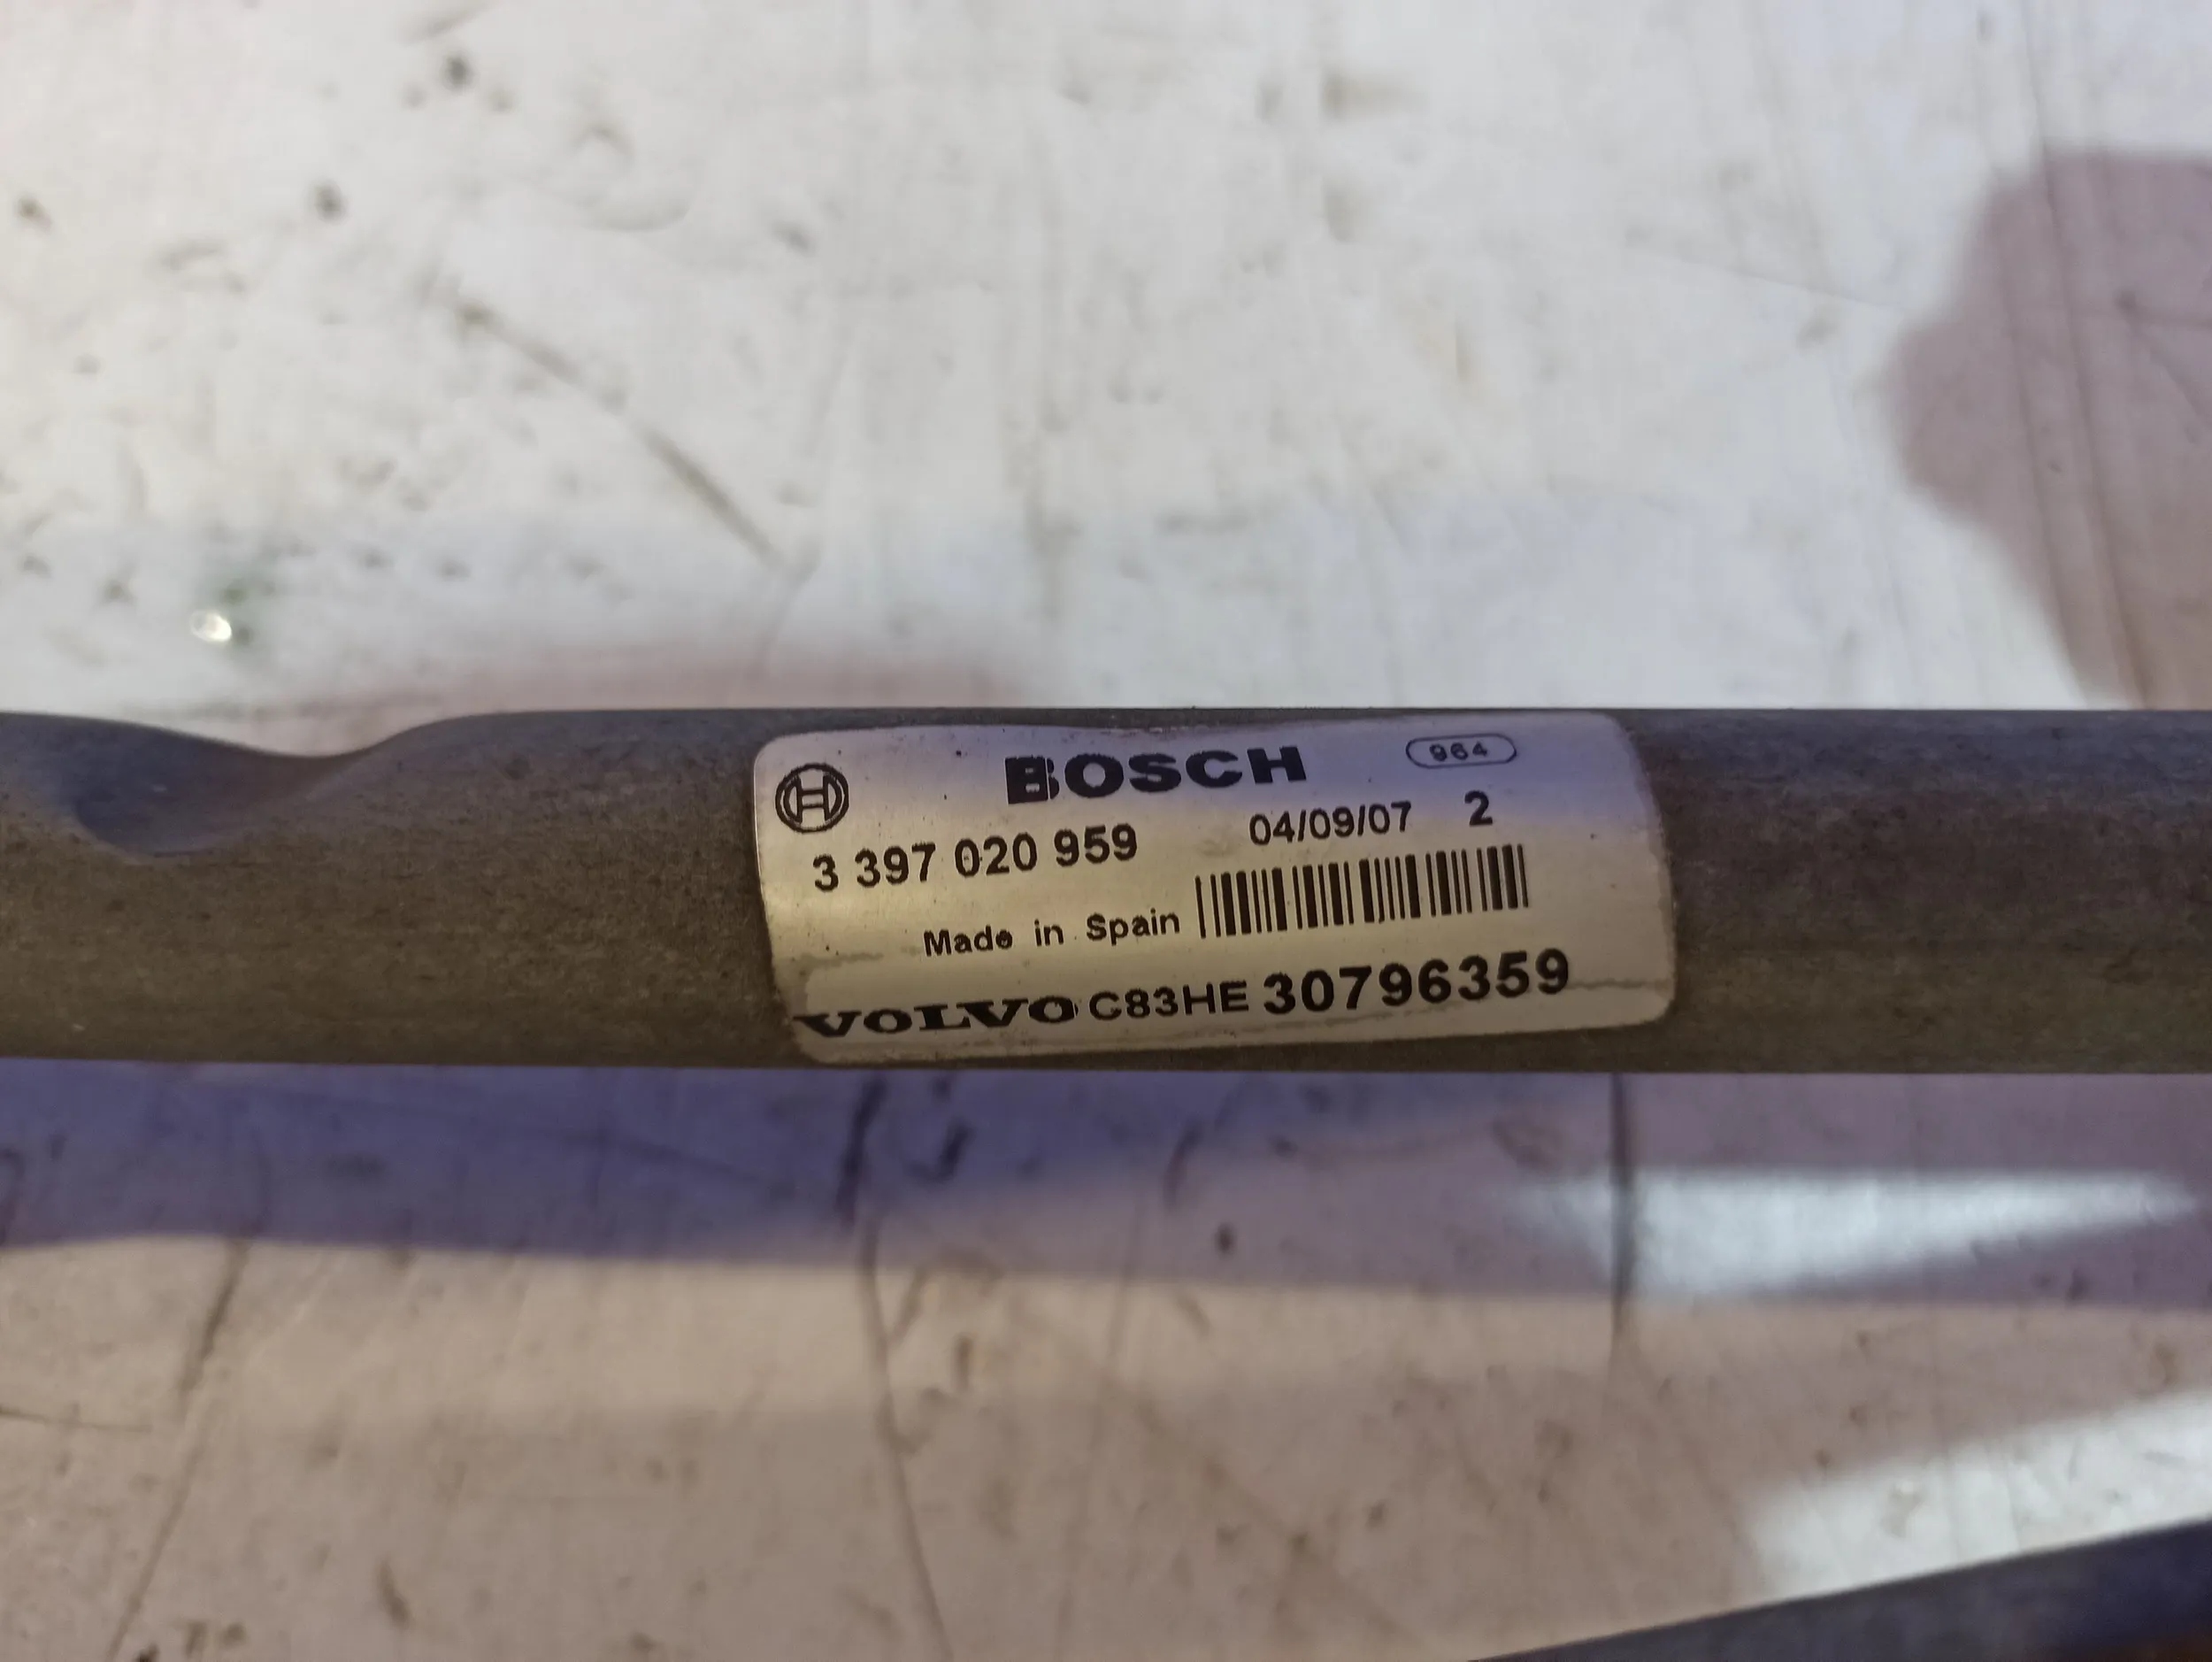 BOSCH 964
3 397 020 959 04/09/07 2
Made in Spain
VOLVO C83HE 30796359